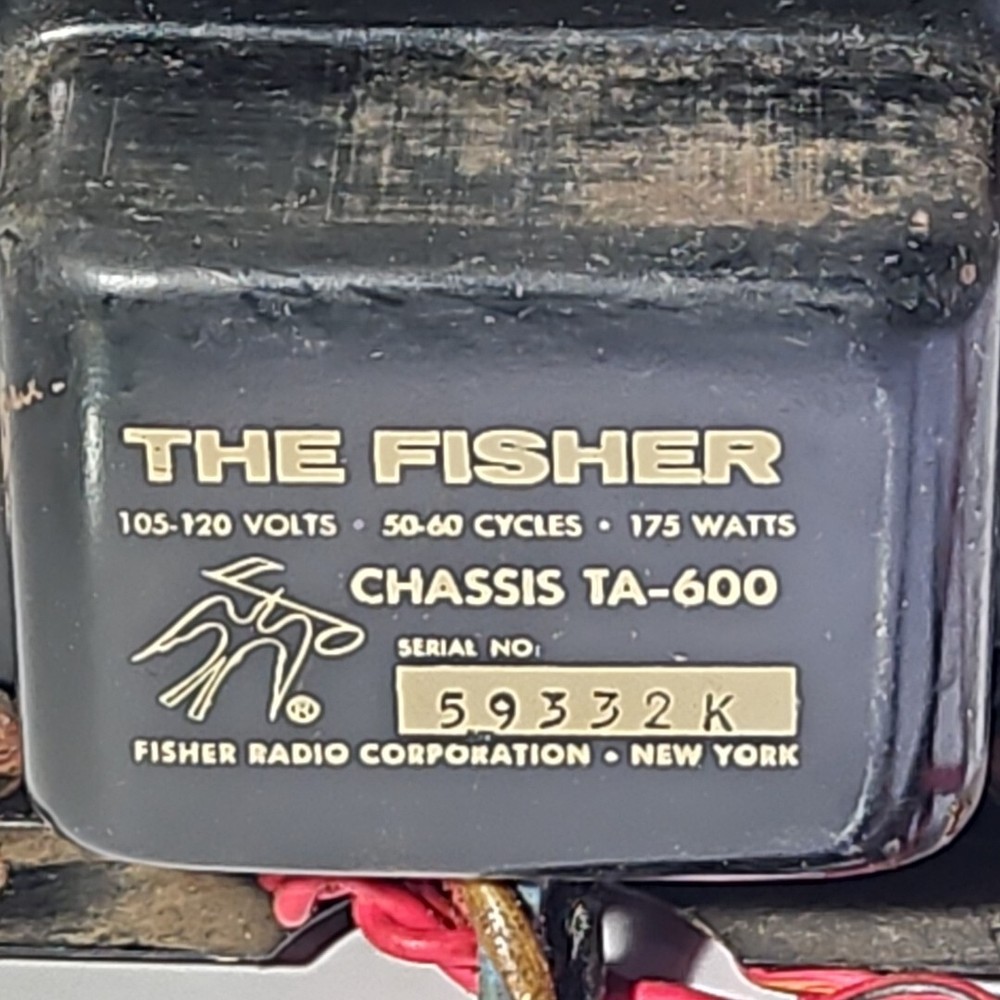 THE FISHER
105-120 VOLTS • 50-60 CYCLES • 175 WATTS
CHASSIS TA-600
SERIAL NO:
59332K
®
FISHER RADIO CORPORATION • NEW YORK